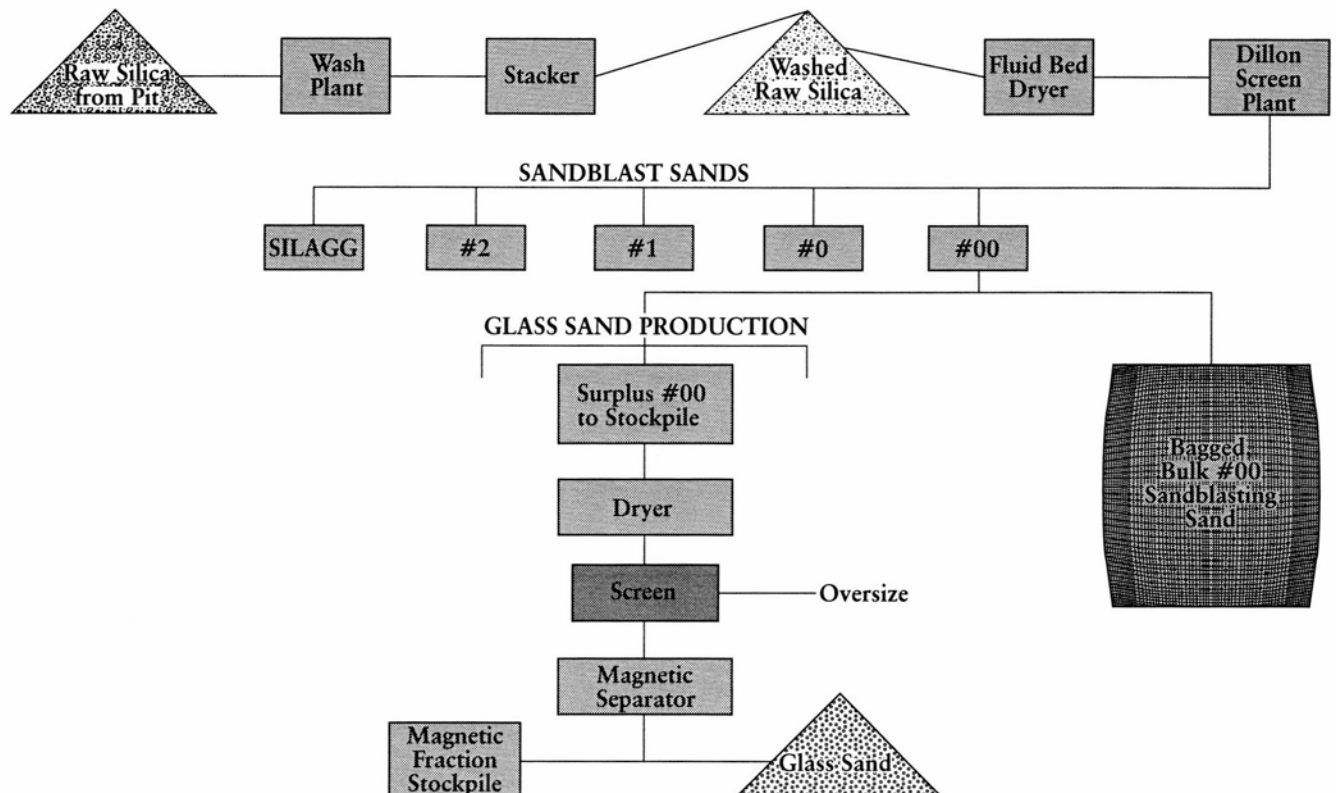 Raw Silica
from Pit
Wash
Plant
Stacker
Washed
Raw Silica
Fluid Bed
Dryer
Dillon
Screen
Plant
SANDBLAST SANDS
SILAGG
#2
#1
#0
#00
GLASS SAND PRODUCTION
Surplus #00
to Stockpile
Bagged,
Bulk #00
Sandblasting
Sand
Dryer
Screen
Oversize
Magnetic
Separator
Magnetic
Fraction
Stockpile
Glass Sand